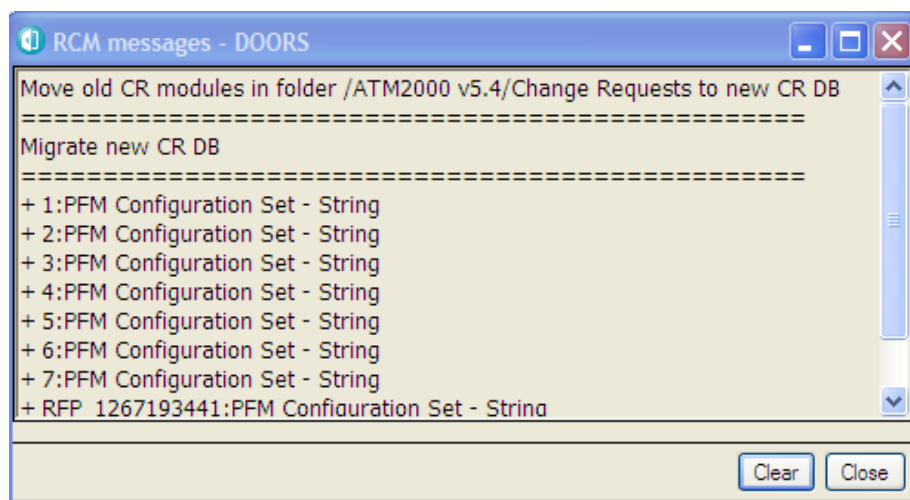 RCM messages - DOORS
Move old CR modules in folder /ATM2000 v5.4/Change Requests to new CR DB
==================================================
Migrate new CR DB
==================================================
+ 1:PFM Configuration Set - String
+ 2:PFM Configuration Set - String
+ 3:PFM Configuration Set - String
+ 4:PFM Configuration Set - String
+ 5:PFM Configuration Set - String
+ 6:PFM Configuration Set - String
+ 7:PFM Configuration Set - String
+ RFP_1267193441:PFM Configuration Set - String
Clear Close